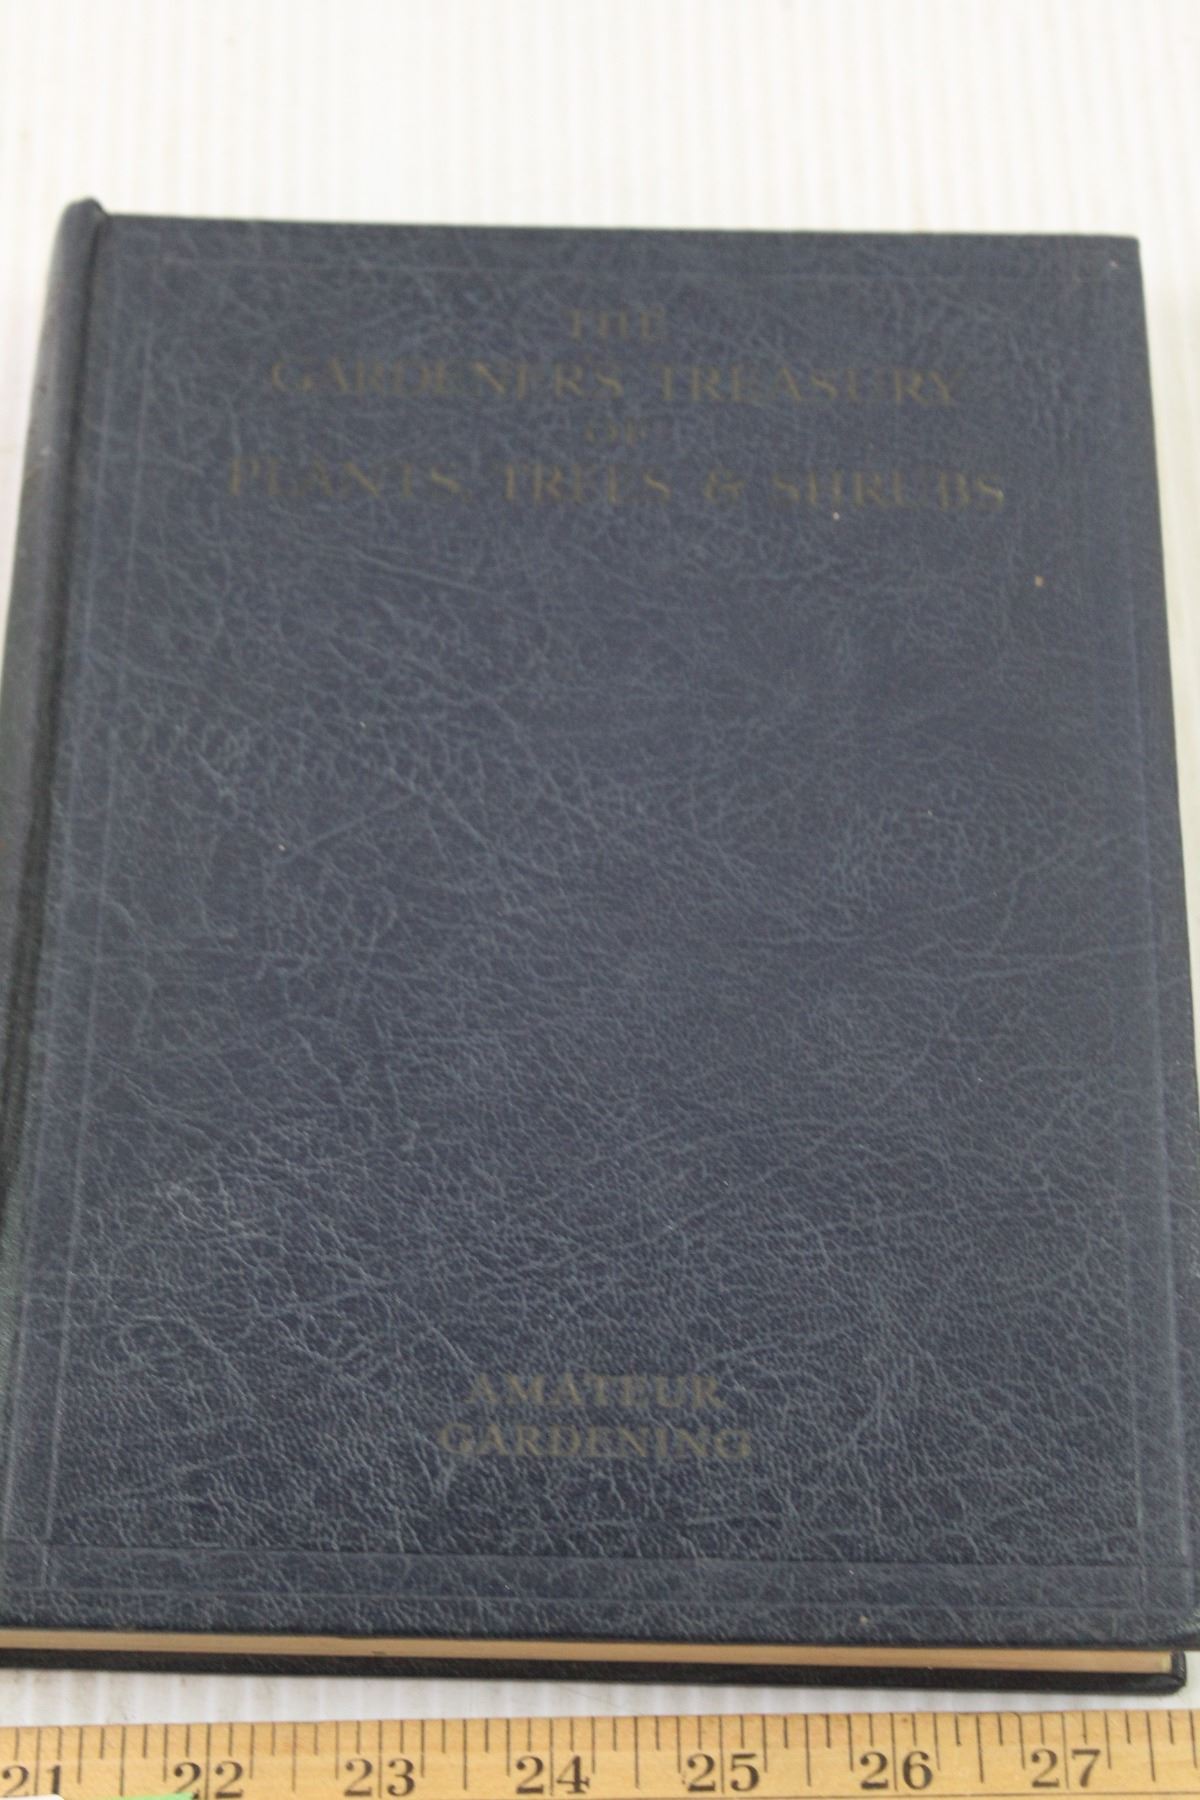 THE
GARDENER'S TREASURY
OF
PLANTS, TREES & SHRUBS
AMATEUR
GARDENING
21 22 23 24 25 26 27